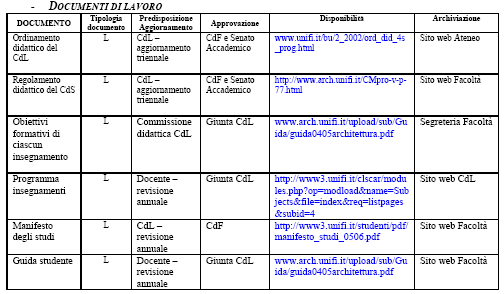 - DOCUMENTI DI LAVORO
DOCUMENTO Tipologia documento Predisposizione Aggiornamento Approvazione Disponibilità Archiviazione
Ordinamento didattico del CdL L CdL – aggiornamento triennale CdF e Senato Accademico www.unifi.it/bu/2_2002/ord_did_4s_prog.html Sito web Ateneo
Regolamento didattico del CdS L CdL – aggiornamento triennale CdF e Senato Accademico http://www.arch.unifi.it/CMpro-v-p-77.html Sito web Facoltà
Obiettivi formativi di ciascun insegnamento L Commissione didattica CdL Giunta CdL www.arch.unifi.it/upload/sub/Guida/guida0405architettura.pdf Segreteria Facoltà
Programma insegnamenti L Docente – revisione annuale Giunta CdL http://www3.unifi.it/clscar/modules.php?op=modload&name=Subjects&file=index&req=listpages&subid=4 Sito web CdL
Manifesto degli studi L CdL – revisione annuale CdF http://www3.unifi.it/studenti/pdf/manifesto_studi_0506.pdf Sito web Facoltà
Guida studente L Docente – revisione annuale Giunta CdL www.arch.unifi.it/upload/sub/Guida/guida0405architettura.pdf Sito web Facoltà